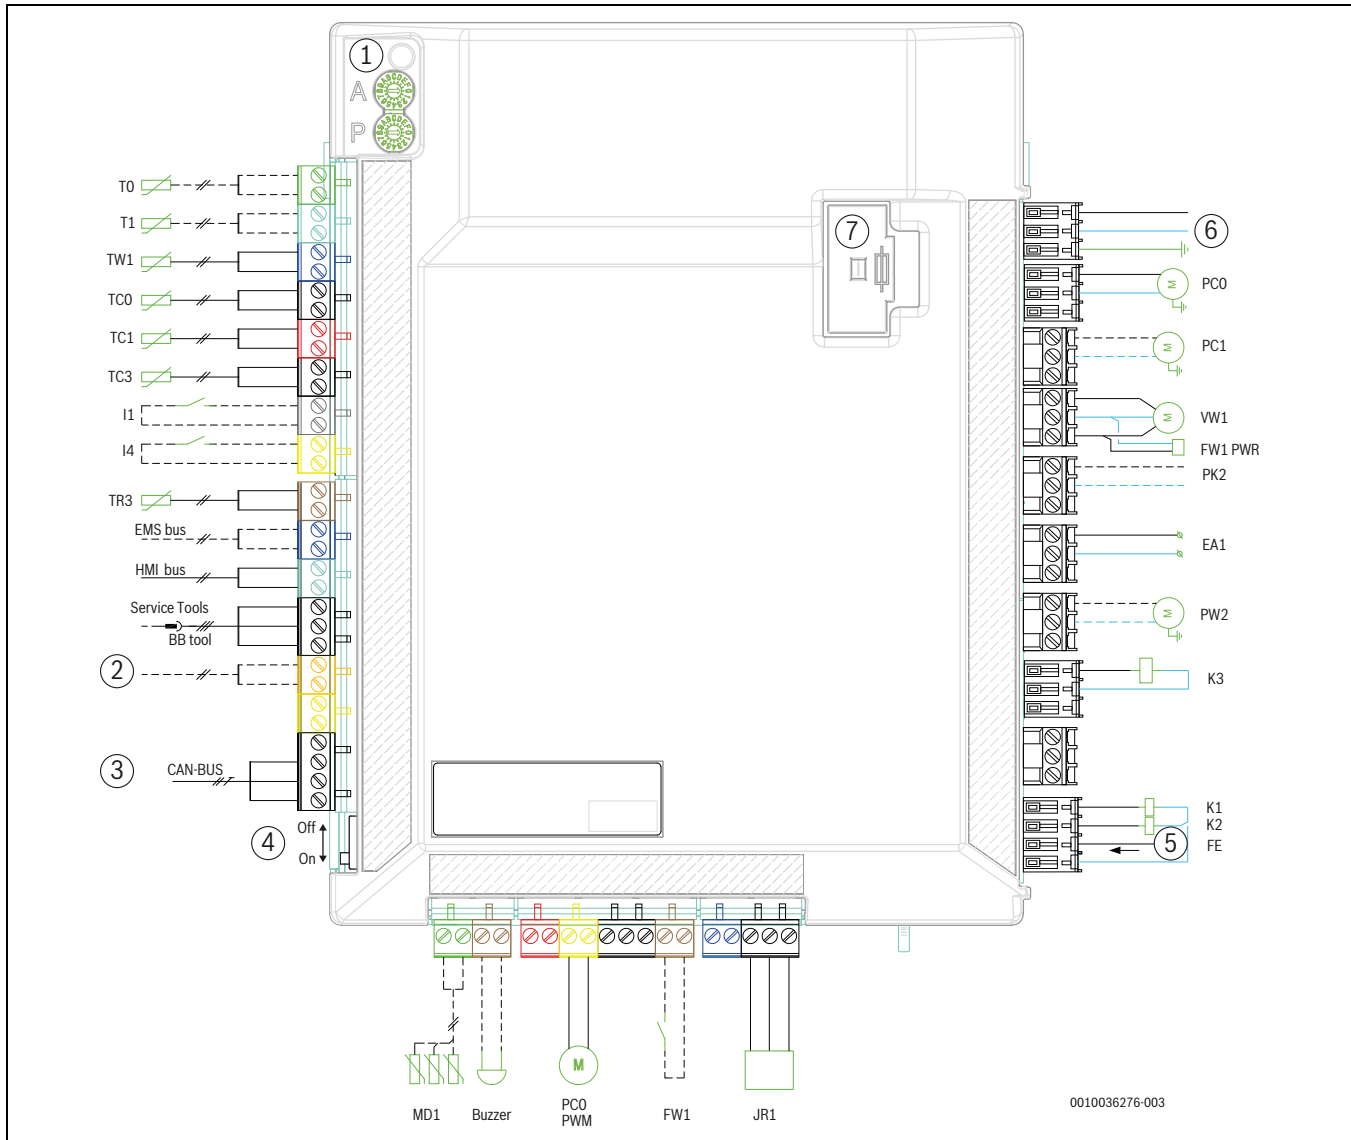 1
A
P
T0
T1
TW1
TC0
TC1
TC3
I1
I4
TR3
EMS bus
HMI bus
Service Tools
BB tool
2
3
CAN-BUS
4
Off
On
7
6
PC0
M
PC1
M
VW1
M
FW1 PWR
PK2
EA1
PW2
M
K3
K1
K2
FE
5
MD1
Buzzer
M
PC0
PWM
FW1
JR1
0010036276-003